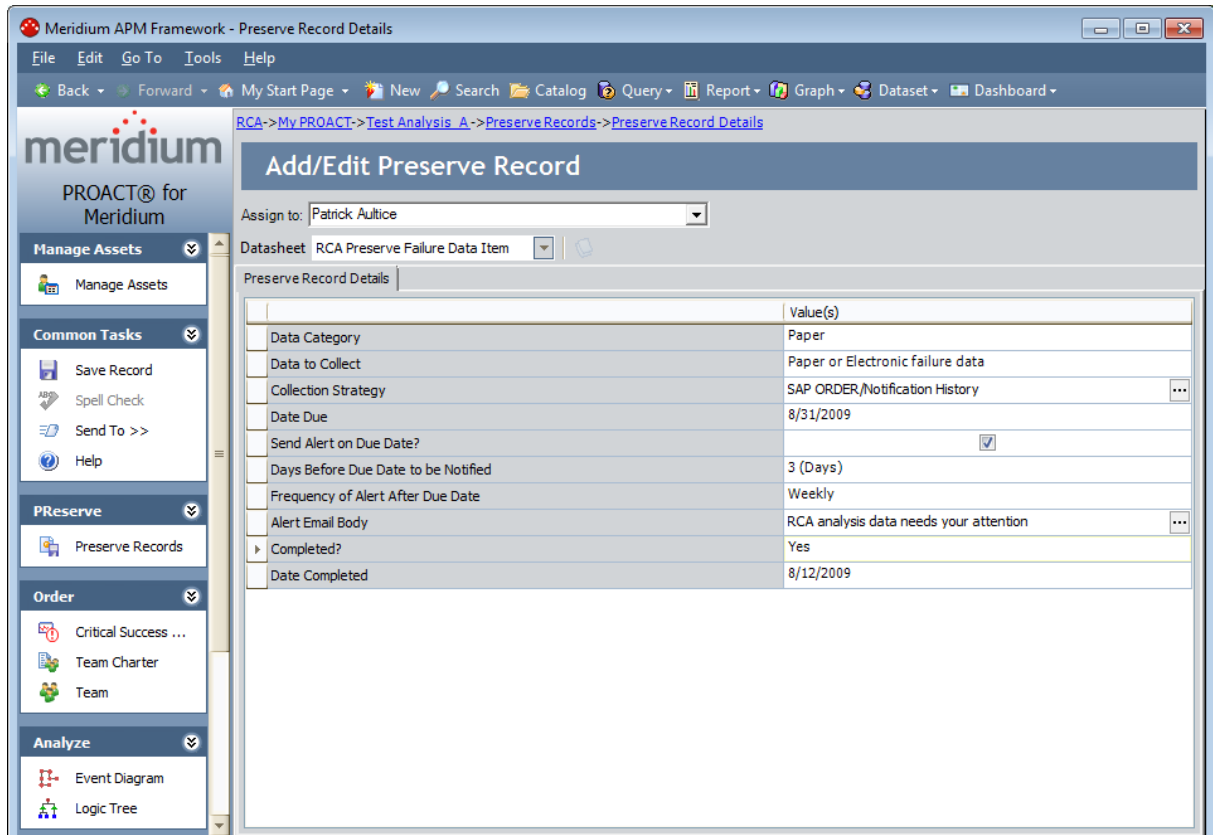 Meridium APM Framework - Preserve Record Details
File Edit Go To Tools Help
Back Forward My Start Page New Search Catalog Query Report Graph Dataset Dashboard
meridium
PROACT® for
Meridium
Manage Assets
Manage Assets
Common Tasks
Save Record
ABC
Spell Check
Send To >>
Help
PReserve
Preserve Records
Order
Critical Success ...
Team Charter
Team
Analyze
Event Diagram
Logic Tree
RCA->My PROACT->Test Analysis A->Preserve Records->Preserve Record Details
Add/Edit Preserve Record
Assign to: Patrick Aultice
Datasheet RCA Preserve Failure Data Item
Preserve Record Details
Value(s)
Data Category Paper
Data to Collect Paper or Electronic failure data
Collection Strategy SAP ORDER/Notification History ...
Date Due 8/31/2009
Send Alert on Due Date?
Days Before Due Date to be Notified 3 (Days)
Frequency of Alert After Due Date Weekly
Alert Email Body RCA analysis data needs your attention ...
Completed? Yes
Date Completed 8/12/2009